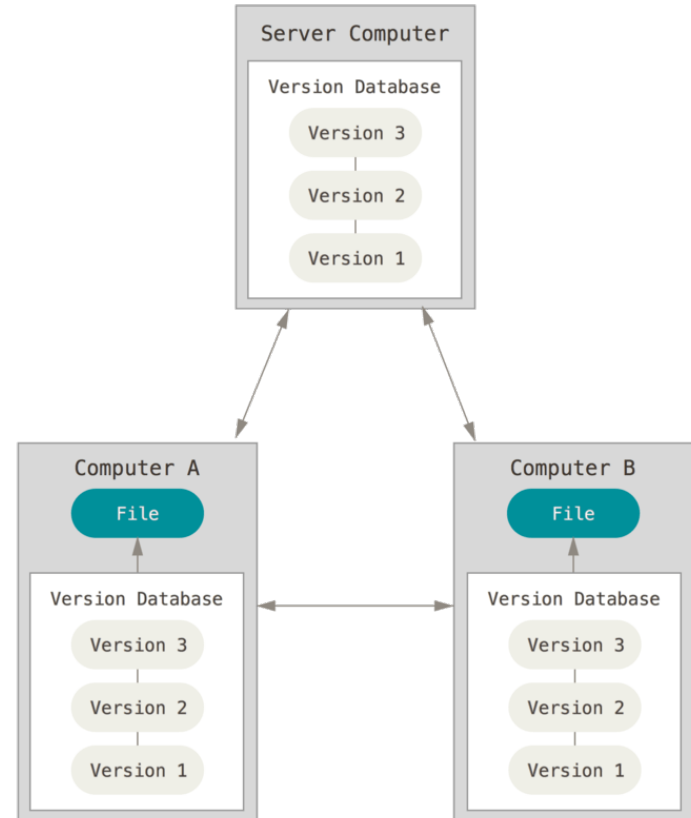 Server Computer
Version Database
Version 3
Version 2
Version 1
Computer A
File
Version Database
Version 3
Version 2
Version 1
Computer B
File
Version Database
Version 3
Version 2
Version 1